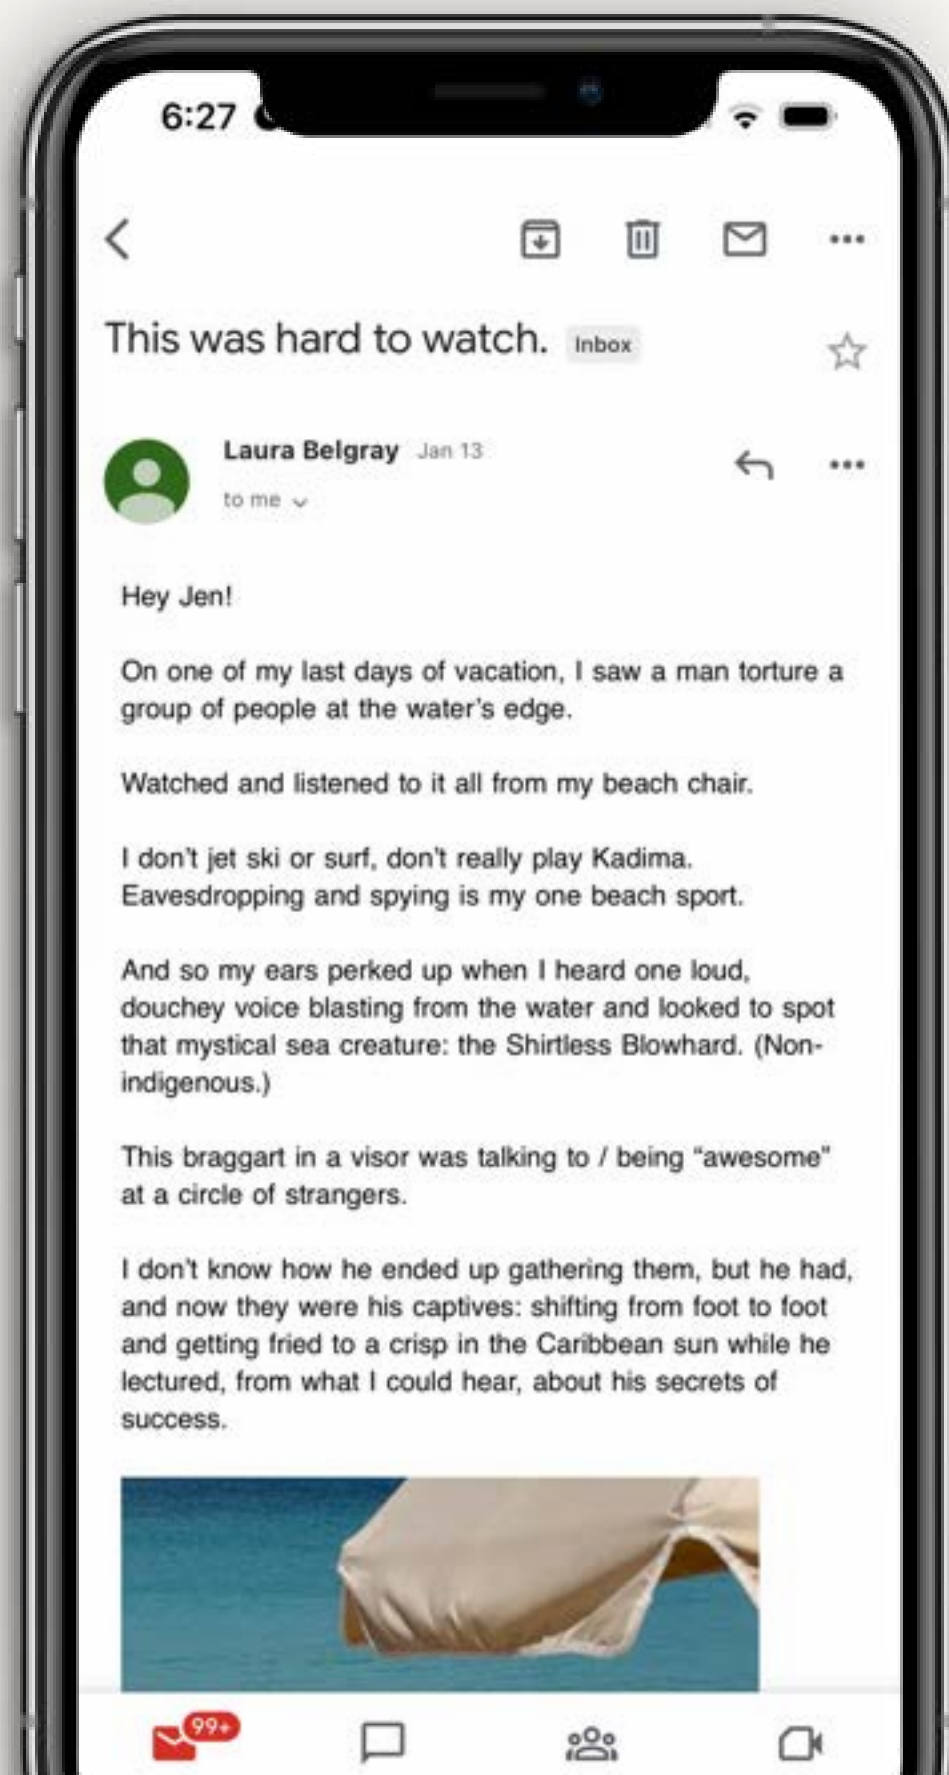 6:27
This was hard to watch. Inbox
Laura Belgray Jan 13
to me
Hey Jen!
On one of my last days of vacation, I saw a man torture a
group of people at the water's edge.
Watched and listened to it all from my beach chair.
I don't jet ski or surf, don't really play Kadima.
Eavesdropping and spying is my one beach sport.
And so my ears perked up when I heard one loud,
douchey voice blasting from the water and looked to spot
that mystical sea creature: the Shirtless Blowhard. (Non-
indigenous.)
This braggart in a visor was talking to / being “awesome”
at a circle of strangers.
I don't know how he ended up gathering them, but he had,
and now they were his captives: shifting from foot to foot
and getting fried to a crisp in the Caribbean sun while he
lectured, from what I could hear, about his secrets of
success.
99+